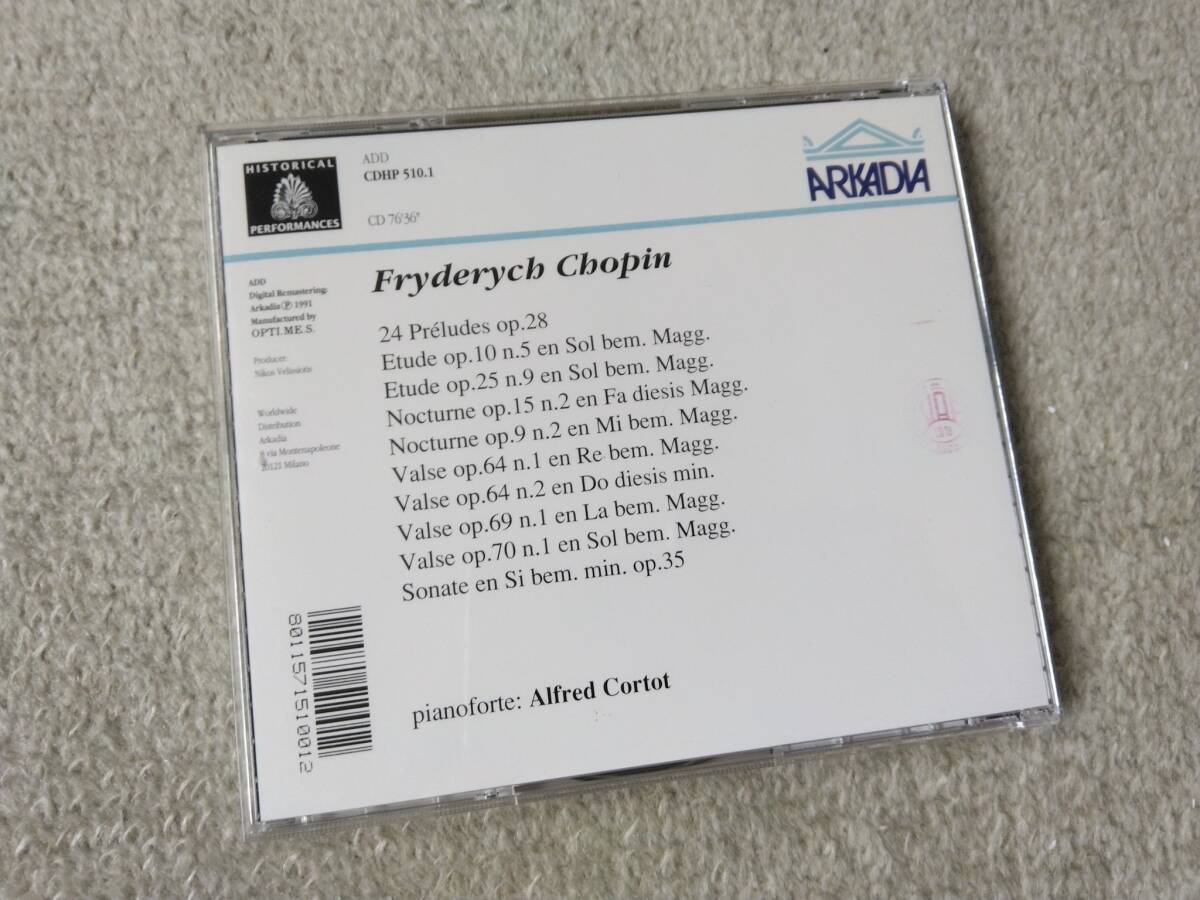 HISTORICAL
PERFORMANCES
ADD
CDHP 510.1
CD 76'36"
ARKADIA
ADD
Digital Remastering:
Arkadia Ⓟ 1991
Manufactured by
OPTI.ME.S.
Producer:
Nikos Velissiotis
Worldwide
Distribution
Arkadia
8 via Montenapoleone
20121 Milano
Fryderych Chopin
24 Préludes op.28
Etude op.10 n.5 en Sol bem. Magg.
Etude op.25 n.9 en Sol bem. Magg.
Nocturne op.15 n.2 en Fa diesis Magg.
Nocturne op.9 n.2 en Mi bem. Magg.
Valse op.64 n.1 en Re bem. Magg.
Valse op.64 n.2 en Do diesis min.
Valse op.69 n.1 en La bem. Magg.
Valse op.70 n.1 en Sol bem. Magg.
Sonate en Si bem. min. op.35
pianoforte: Alfred Cortot
8011571510012